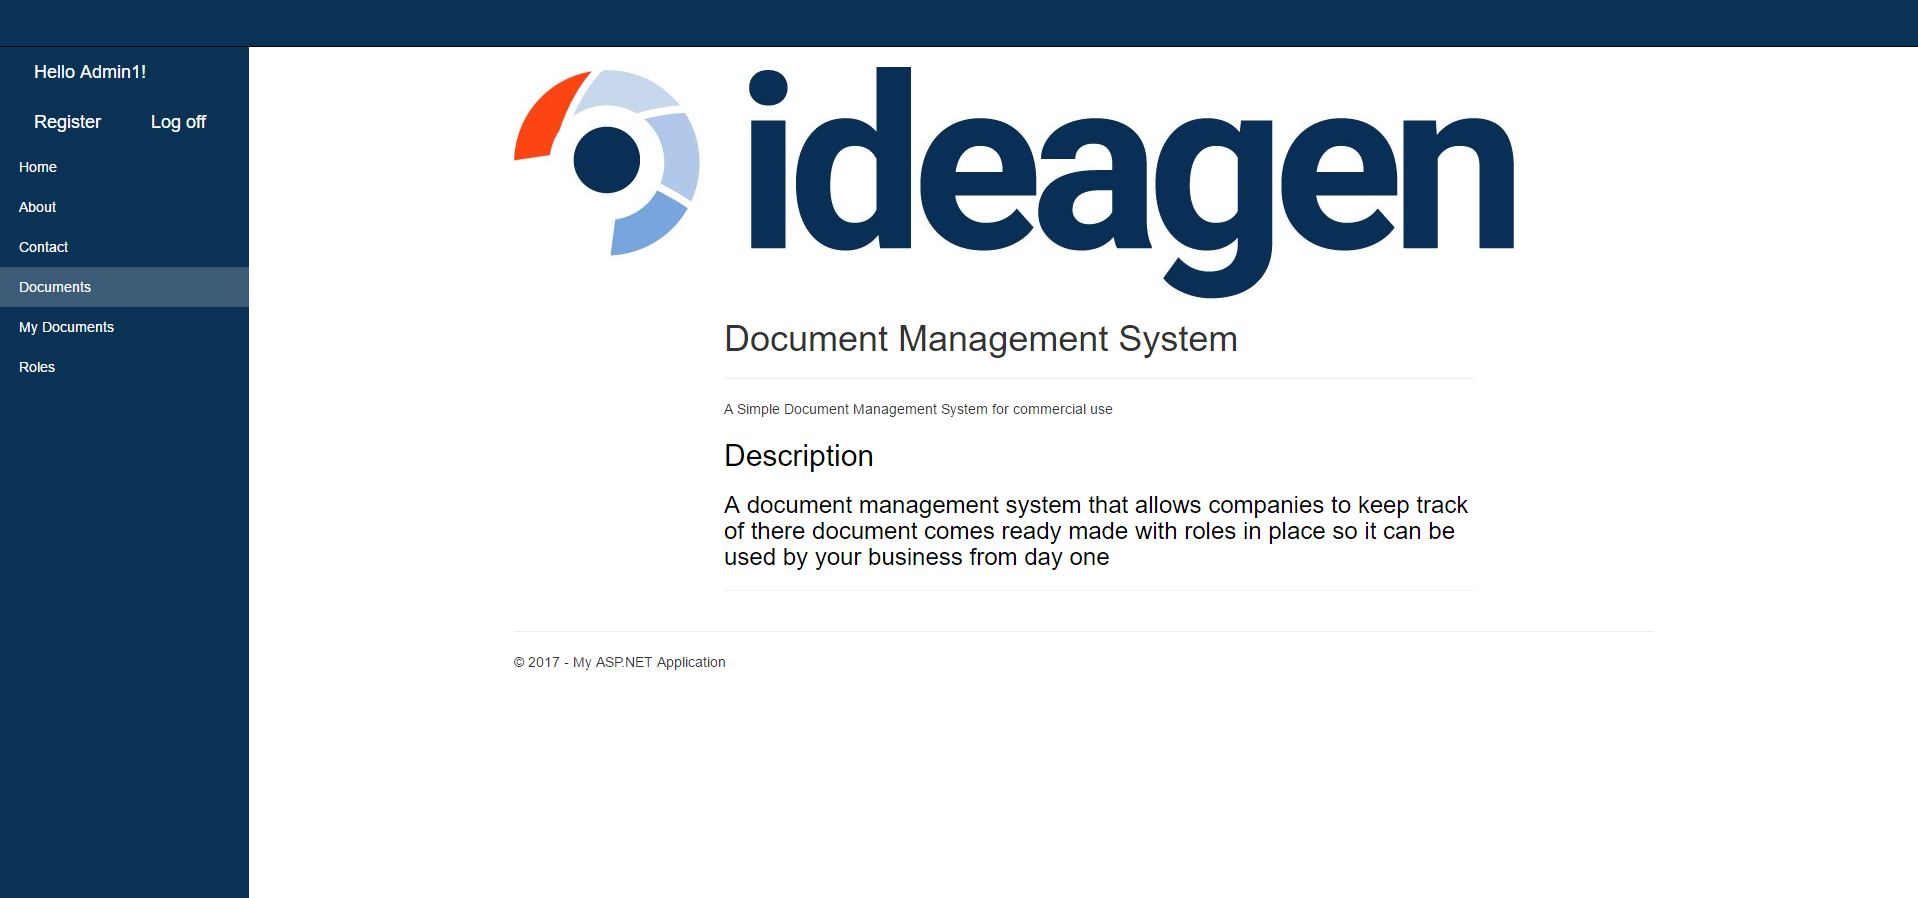 Hello Admin1!
Register Log off
Home
About
Contact
Documents
My Documents
Roles
ideagen
Document Management System
A Simple Document Management System for commercial use
Description
A document management system that allows companies to keep track
of there document comes ready made with roles in place so it can be
used by your business from day one
© 2017 - My ASP.NET Application